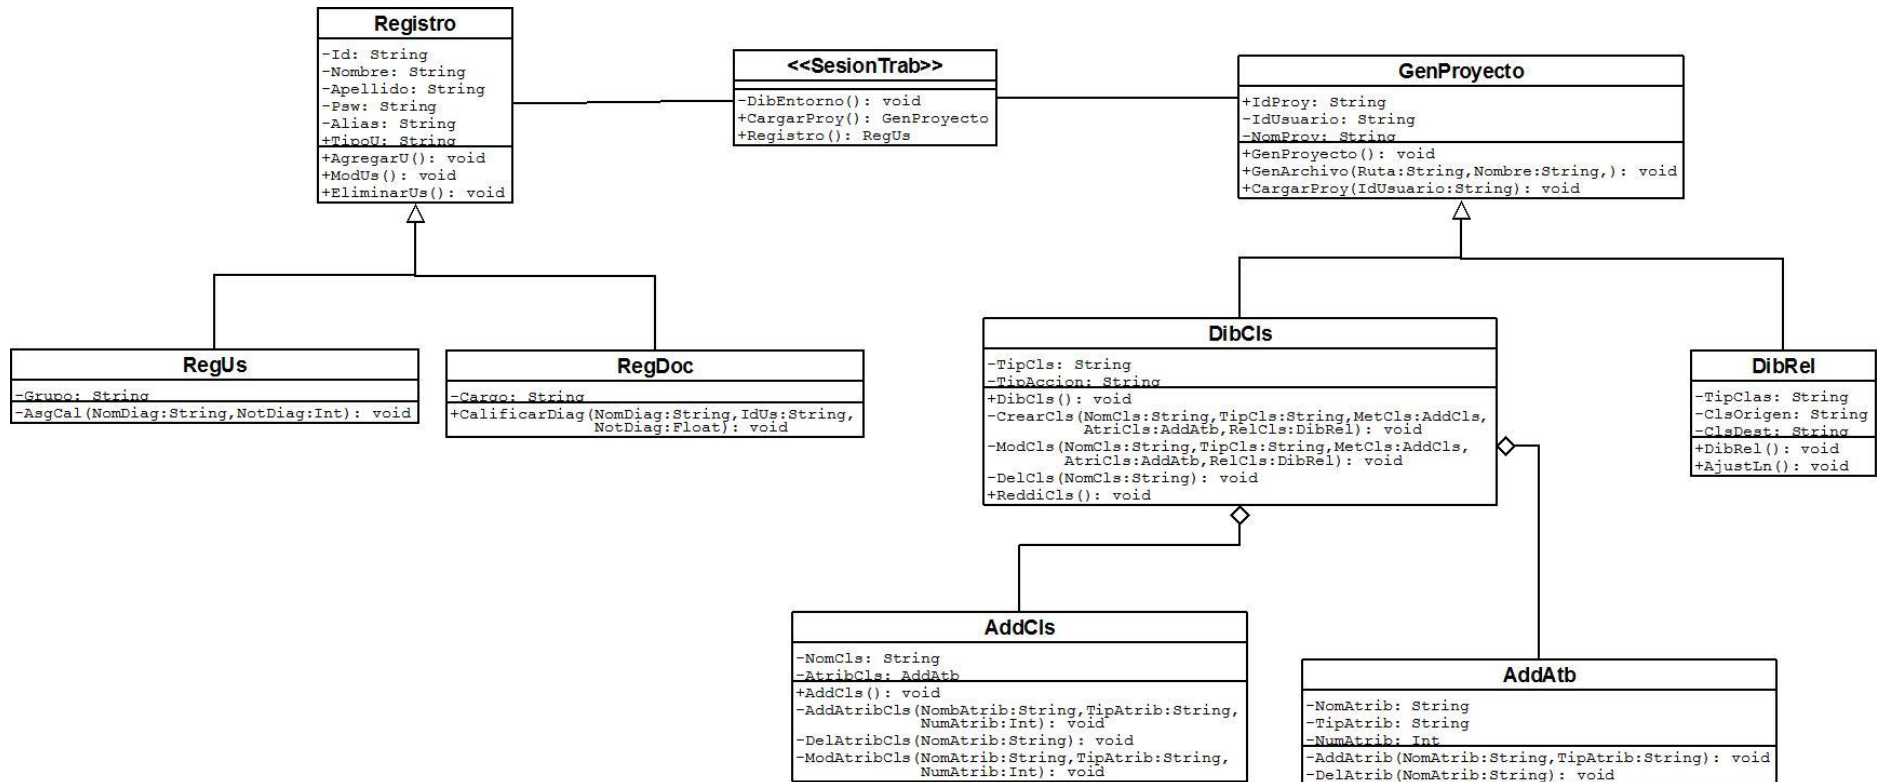 Registro
-Id: String
-Nombre: String
-Apellido: String
-Psw: String
-Alias: String
+TipoU: String
+AgregarU(): void
+ModUs(): void
+EliminarUs(): void
<<SesionTrab>>
-DibEntorno(): void
+CargarProy(): GenProyecto
+Registro(): RegUs
GenProyecto
+IdProy: String
-IdUsuario: String
-NomProy: String
+GenProyecto(): void
+GenArchivo(Ruta:String,Nombre:String,): void
+CargarProy(IdUsuario:String): void
RegUs
-Grupo: String
-AsgCal(NomDiag:String,NotDiag:Int): void
RegDoc
-Cargo: String
+CalificarDiag(NomDiag:String,IdUs:String,
NotDiag:Float): void
DibCls
-TipCls: String
-TipAccion: String
+DibCls(): void
-CrearCls(NomCls:String,TipCls:String,MetCls:AddCls,
AtriCls:AddAtb,RelCls:DibRel): void
-ModCls(NomCls:String,TipCls:String,MetCls:AddCls,
AtriCls:AddAtb,RelCls:DibRel): void
-DelCls(NomCls:String): void
+ReddiCls(): void
DibRel
-TipClas: String
-ClsOrigen: String
-ClsDest: String
+DibRel(): void
+AjustLn(): void
AddCls
-NomCls: String
-AtribCls: AddAtb
+AddCls(): void
-AddAtribCls(NombAtrib:String,TipAtrib:String,
NumAtrib:Int): void
-DelAtribCls(NomAtrib:String): void
-ModAtribCls(NomAtrib:String,TipAtrib:String,
NumAtrib:Int): void
AddAtb
-NomAtrib: String
-TipAtrib: String
-NumAtrib: Int
-AddAtrib(NomAtrib:String,TipAtrib:String): void
-DelAtrib(NomAtrib:String): void